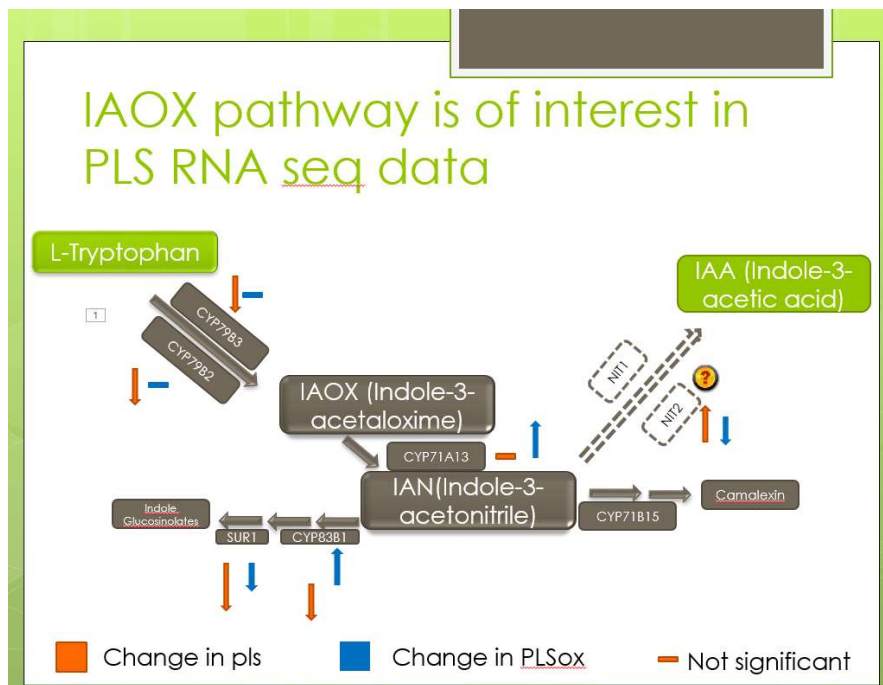 IAOX pathway is of interest in
PLS RNA seq data
L-Tryptophan
IAA (Indole-3-
acetic acid)
1
CYP79B3
CYP79B2
NIT1
NIT2
?
IAOX (Indole-3-
acetaloxime)
CYP71A13
IAN(Indole-3-
acetonitrile)
Camalexin
CYP71B15
Indole
Glucosinolates
SUR1
CYP83B1
Change in pls
Change in PLSox
Not significant